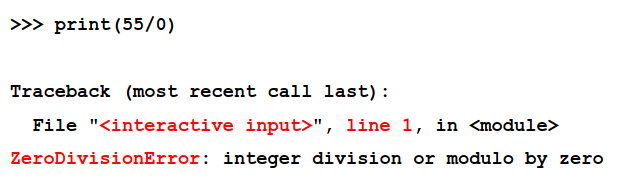 >>> print(55/0)
Traceback (most recent call last):
  File "<interactive input>", line 1, in <module>
ZeroDivisionError: integer division or modulo by zero